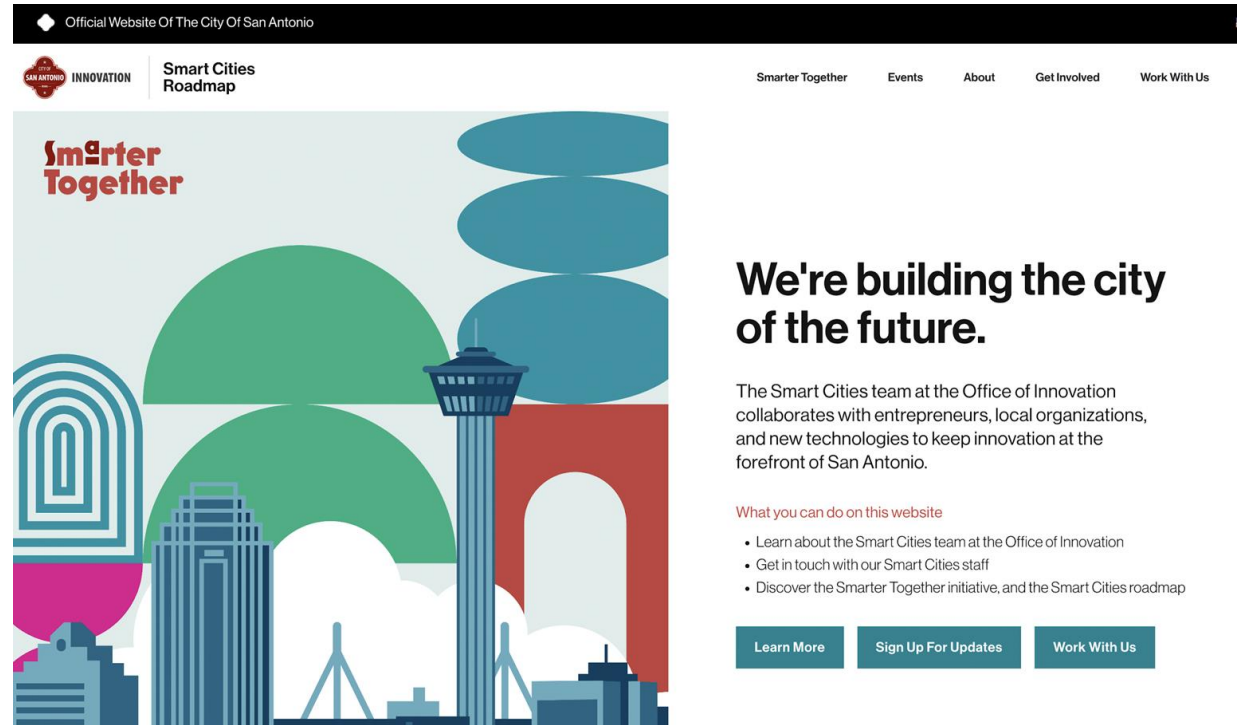 Official Website Of The City Of San Antonio
CITY OF
SAN ANTONIO
INNOVATION
Smart Cities
Roadmap
Smarter Together
Events
About
Get Involved
Work With Us
Smarter
Together
We're building the city
of the future.
The Smart Cities team at the Office of Innovation
collaborates with entrepreneurs, local organizations,
and new technologies to keep innovation at the
forefront of San Antonio.
What you can do on this website
• Learn about the Smart Cities team at the Office of Innovation
• Get in touch with our Smart Cities staff
• Discover the Smarter Together initiative, and the Smart Cities roadmap
Learn More
Sign Up For Updates
Work With Us